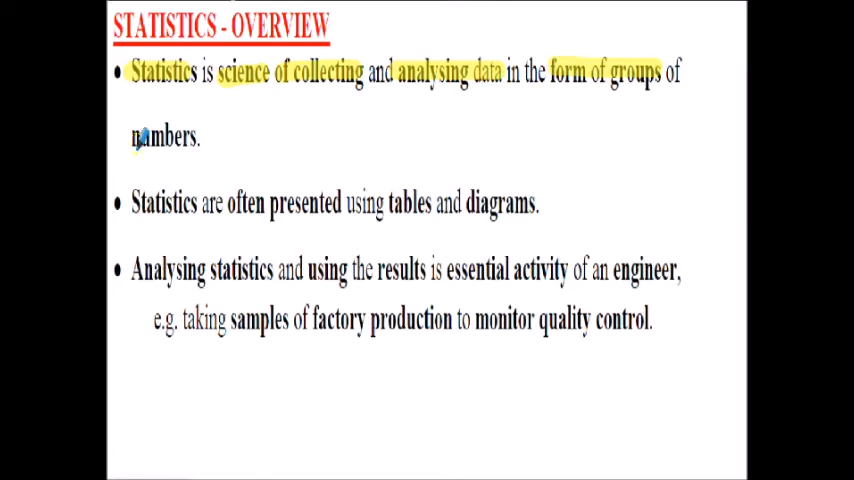 STATISTICS - OVERVIEW
• Statistics is science of collecting and analysing data in the form of groups of
numbers.
• Statistics are often presented using tables and diagrams.
• Analysing statistics and using the results is essential activity of an engineer,
e.g. taking samples of factory production to monitor quality control.